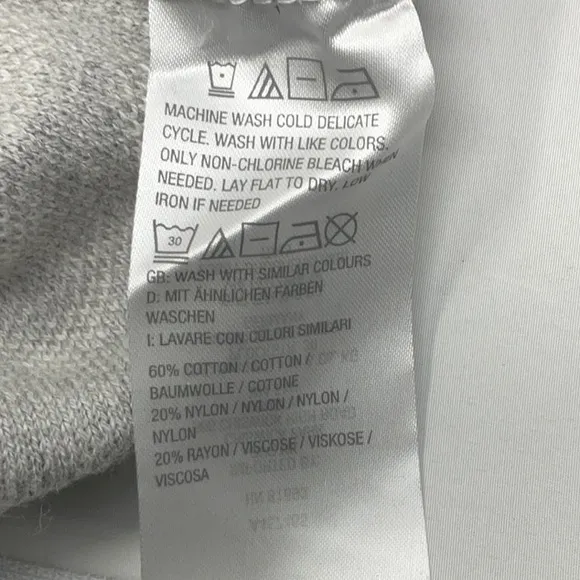 MACHINE WASH COLD DELICATE
CYCLE. WASH WITH LIKE COLORS.
ONLY NON-CHLORINE BLEACH WHEN
NEEDED. LAY FLAT TO DRY. LOW
IRON IF NEEDED
30
GB: WASH WITH SIMILAR COLOURS
D: MIT ÄHNLICHEN FARBEN
WASCHEN
I: LAVARE CON COLORI SIMILARI
60% COTTON / COTTON /
BAUMWOLLE / COTONE
20% NYLON / NYLON / NYLON /
NYLON
20% RAYON / VISCOSE / VISKOSE /
VISCOSA